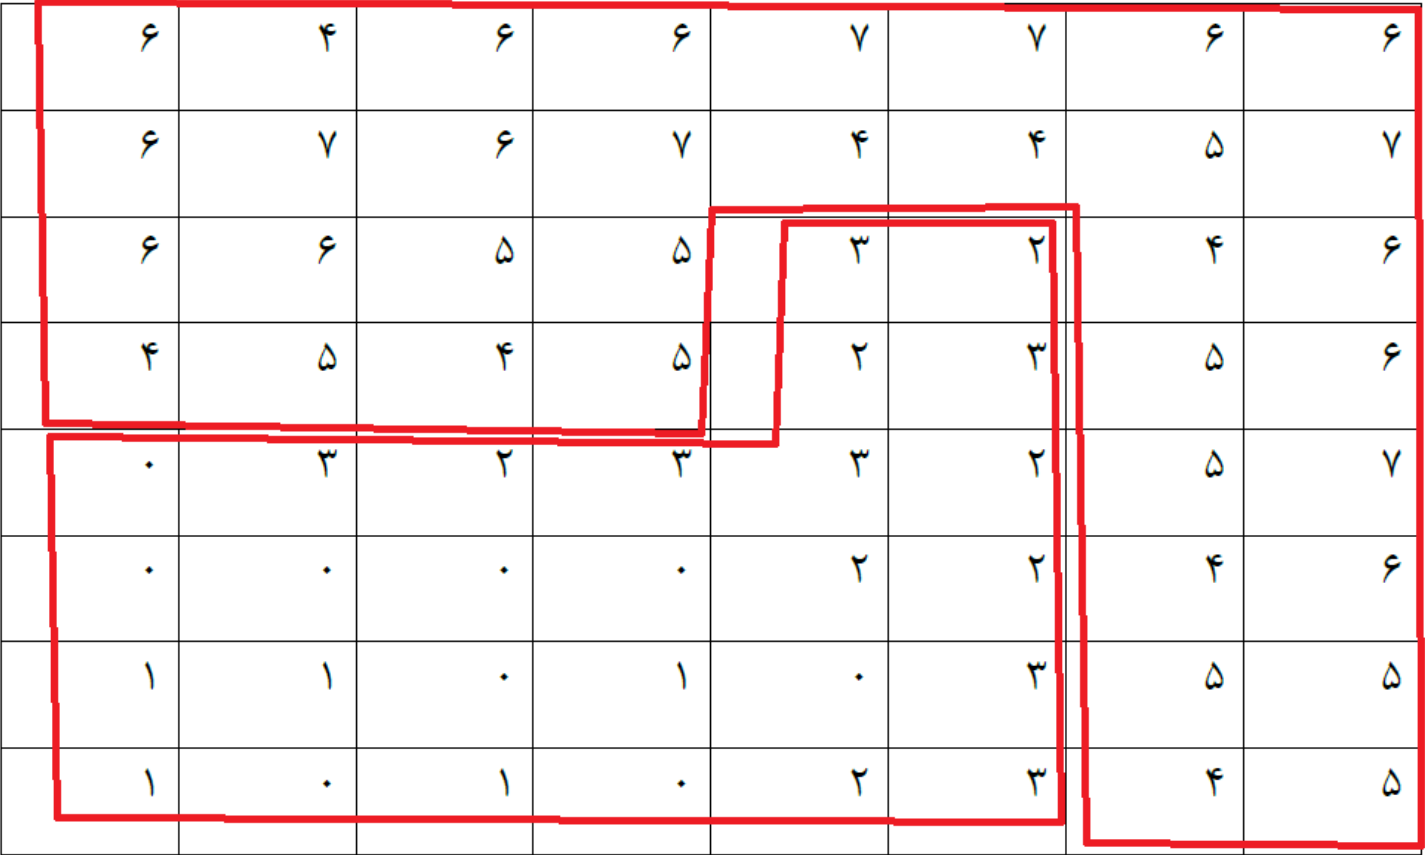 ۶ ۴ ۶ ۶ ۷ ۷ ۶ ۶
۶ ۷ ۶ ۷ ۴ ۴ ۵ ۷
۶ ۶ ۵ ۵ ۳ ۲ ۴ ۶
۴ ۵ ۴ ۵ ۲ ۳ ۵ ۶
۰ ۳ ۲ ۳ ۳ ۲ ۵ ۷
۰ ۰ ۰ ۰ ۲ ۲ ۴ ۶
۱ ۱ ۰ ۱ ۰ ۳ ۵ ۵
۱ ۰ ۱ ۰ ۲ ۳ ۴ ۵